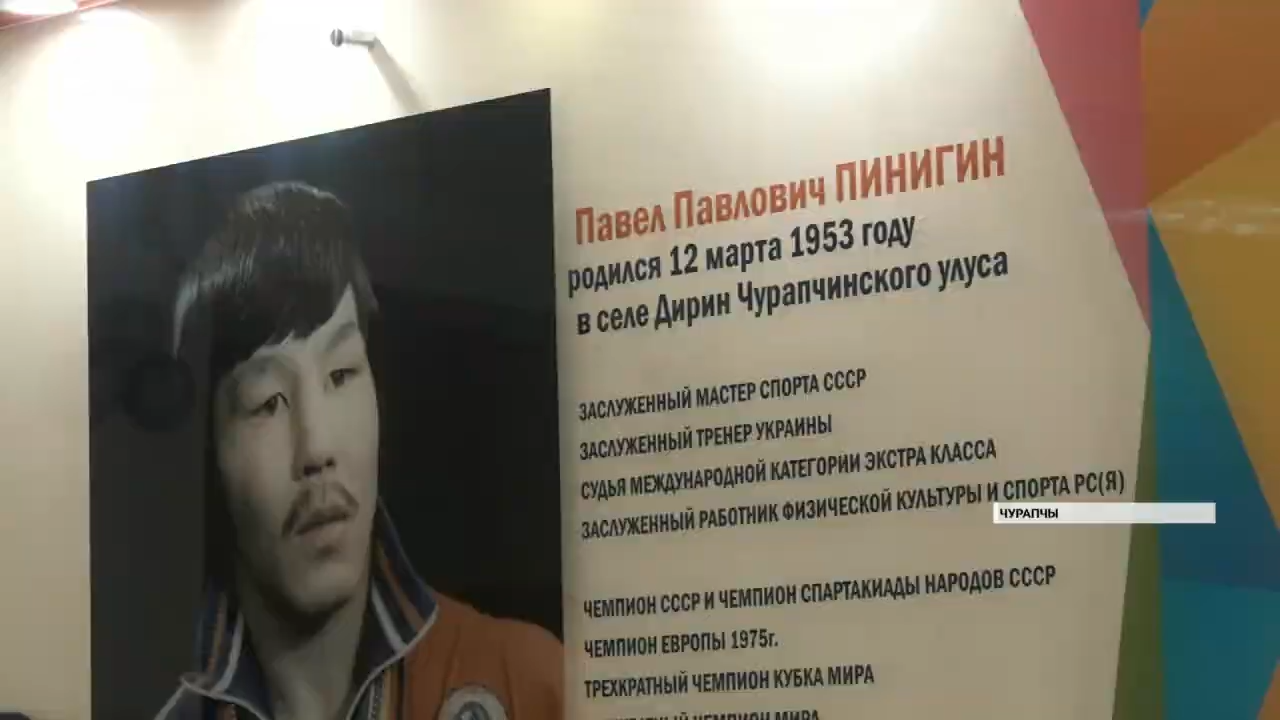 Павел Павлович ПИНИГИН
родился 12 марта 1953 году
в селе Дирин Чурапчинского улуса
ЗАСЛУЖЕННЫЙ МАСТЕР СПОРТА СССР
ЗАСЛУЖЕННЫЙ ТРЕНЕР УКРАИНЫ
СУДЬЯ МЕЖДУНАРОДНОЙ КАТЕГОРИИ ЭКСТРА КЛАССА
ЗАСЛУЖЕННЫЙ РАБОТНИК ФИЗИЧЕСКОЙ КУЛЬТУРЫ И СПОРТА РС(Я)
ЧУРАПЧЫ
ЧЕМПИОН СССР И ЧЕМПИОН СПАРТАКИАДЫ НАРОДОВ СССР
ЧЕМПИОН ЕВРОПЫ 1975г.
ТРЕХКРАТНЫЙ ЧЕМПИОН КУБКА МИРА
ЧЕМПИОН МИРА